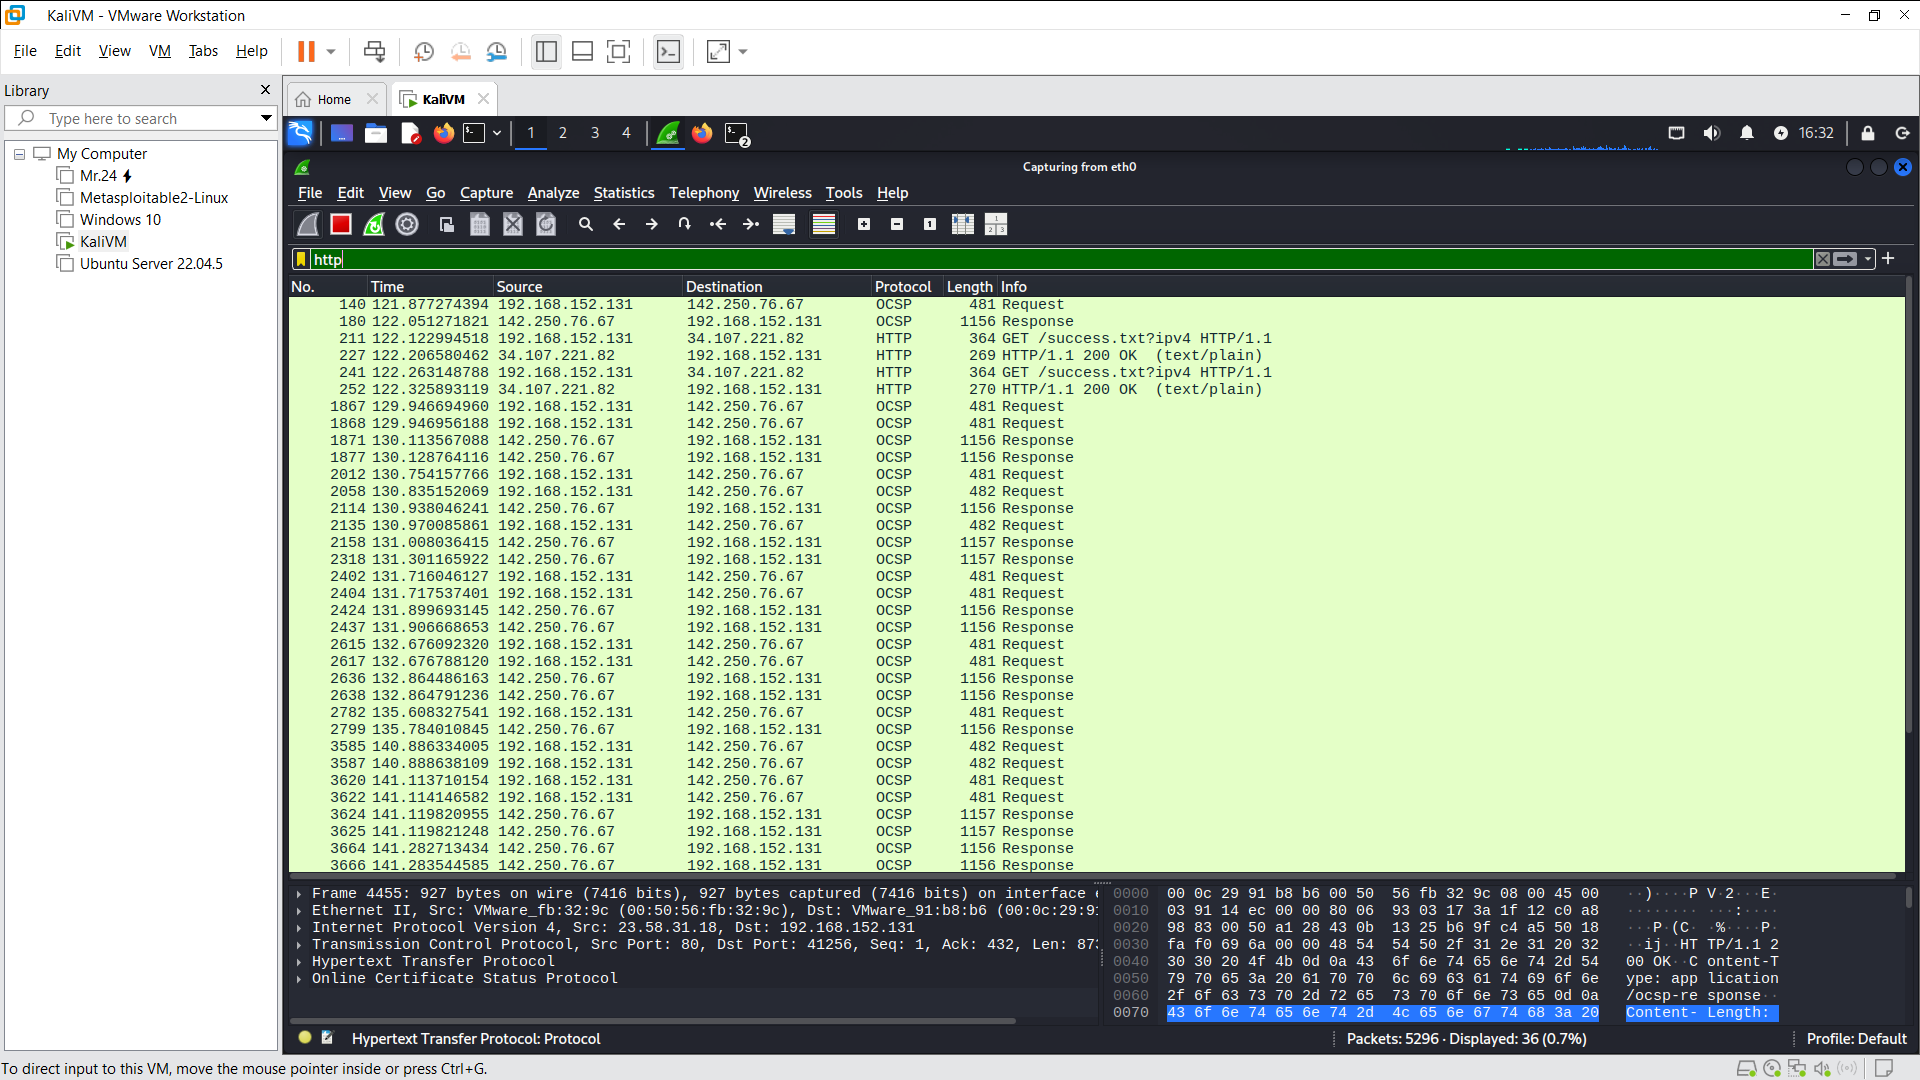 KaliVM - VMware Workstation
File Edit View VM Tabs Help
Library
Type here to search
My Computer
Mr.24
Metasploitable2-Linux
Windows 10
KaliVM
Ubuntu Server 22.04.5
Home KaliVM
1 2 3 4 2 16:32
Capturing from eth0
File Edit View Go Capture Analyze Statistics Telephony Wireless Tools Help
http
No. Time Source Destination Protocol Length Info
140 121.877274394 192.168.152.131 142.250.76.67 OCSP 481 Request
180 122.051271821 142.250.76.67 192.168.152.131 OCSP 1156 Response
211 122.122994518 192.168.152.131 34.107.221.82 HTTP 364 GET /success.txt?ipv4 HTTP/1.1
227 122.206580462 34.107.221.82 192.168.152.131 HTTP 269 HTTP/1.1 200 OK (text/plain)
241 122.263148788 192.168.152.131 34.107.221.82 HTTP 364 GET /success.txt?ipv4 HTTP/1.1
252 122.325893119 34.107.221.82 192.168.152.131 HTTP 270 HTTP/1.1 200 OK (text/plain)
1867 129.946694960 192.168.152.131 142.250.76.67 OCSP 481 Request
1868 129.946956188 192.168.152.131 142.250.76.67 OCSP 481 Request
1871 130.113567088 142.250.76.67 192.168.152.131 OCSP 1156 Response
1877 130.128764116 142.250.76.67 192.168.152.131 OCSP 1156 Response
2012 130.754157766 192.168.152.131 142.250.76.67 OCSP 481 Request
2058 130.835152069 192.168.152.131 142.250.76.67 OCSP 482 Request
2114 130.938046241 142.250.76.67 192.168.152.131 OCSP 1156 Response
2135 130.970085861 192.168.152.131 142.250.76.67 OCSP 482 Request
2158 131.008036415 142.250.76.67 192.168.152.131 OCSP 1157 Response
2318 131.301165922 142.250.76.67 192.168.152.131 OCSP 1157 Response
2402 131.716046127 192.168.152.131 142.250.76.67 OCSP 481 Request
2404 131.717537401 192.168.152.131 142.250.76.67 OCSP 481 Request
2424 131.899693145 142.250.76.67 192.168.152.131 OCSP 1156 Response
2437 131.906668653 142.250.76.67 192.168.152.131 OCSP 1156 Response
2615 132.676092320 192.168.152.131 142.250.76.67 OCSP 481 Request
2617 132.676788120 192.168.152.131 142.250.76.67 OCSP 481 Request
2636 132.864486163 142.250.76.67 192.168.152.131 OCSP 1156 Response
2638 132.864791236 142.250.76.67 192.168.152.131 OCSP 1156 Response
2782 135.608327541 192.168.152.131 142.250.76.67 OCSP 481 Request
2799 135.784010845 142.250.76.67 192.168.152.131 OCSP 1156 Response
3585 140.886334005 192.168.152.131 142.250.76.67 OCSP 482 Request
3587 140.888638109 192.168.152.131 142.250.76.67 OCSP 482 Request
3620 141.113710154 192.168.152.131 142.250.76.67 OCSP 481 Request
3622 141.114146582 192.168.152.131 142.250.76.67 OCSP 481 Request
3624 141.119820955 142.250.76.67 192.168.152.131 OCSP 1157 Response
3625 141.119821248 142.250.76.67 192.168.152.131 OCSP 1157 Response
3664 141.282713434 142.250.76.67 192.168.152.131 OCSP 1156 Response
3666 141.283544585 142.250.76.67 192.168.152.131 OCSP 1156 Response
Frame 4455: 927 bytes on wire (7416 bits), 927 bytes captured (7416 bits) on interface e
Ethernet II, Src: VMware_fb:32:9c (00:50:56:fb:32:9c), Dst: VMware_91:b8:b6 (00:0c:29:91
Internet Protocol Version 4, Src: 23.58.31.18, Dst: 192.168.152.131
Transmission Control Protocol, Src Port: 80, Dst Port: 41256, Seq: 1, Ack: 432, Len: 873
Hypertext Transfer Protocol
Online Certificate Status Protocol
0000 00 0c 29 91 b8 b6 00 50 56 fb 32 9c 08 00 45 00 ··)····P V·2···E·
0010 03 91 14 ec 00 00 80 06 93 03 17 3a 1f 12 c0 a8 ········ ···:····
0020 98 83 00 50 a1 28 43 0b 13 25 b6 9f c4 a5 50 18 ···P·(C· ·%····P·
0030 fa f0 69 6a 00 00 48 54 54 50 2f 31 2e 31 20 32 ··ij··HT TP/1.1 2
0040 30 30 20 4f 4b 0d 0a 43 6f 6e 74 65 6e 74 2d 54 00 OK··C ontent-T
0050 79 70 65 3a 20 61 70 70 6c 69 63 61 74 69 6f 6e ype: app lication
0060 2f 6f 63 73 70 2d 72 65 73 70 6f 6e 73 65 0d 0a /ocsp-re sponse··
0070 43 6f 6e 74 65 6e 74 2d 4c 65 6e 67 74 68 3a 20 Content- Length:
Hypertext Transfer Protocol: Protocol
Packets: 5296 · Displayed: 36 (0.7%)
Profile: Default
To direct input to this VM, move the mouse pointer inside or press Ctrl+G.